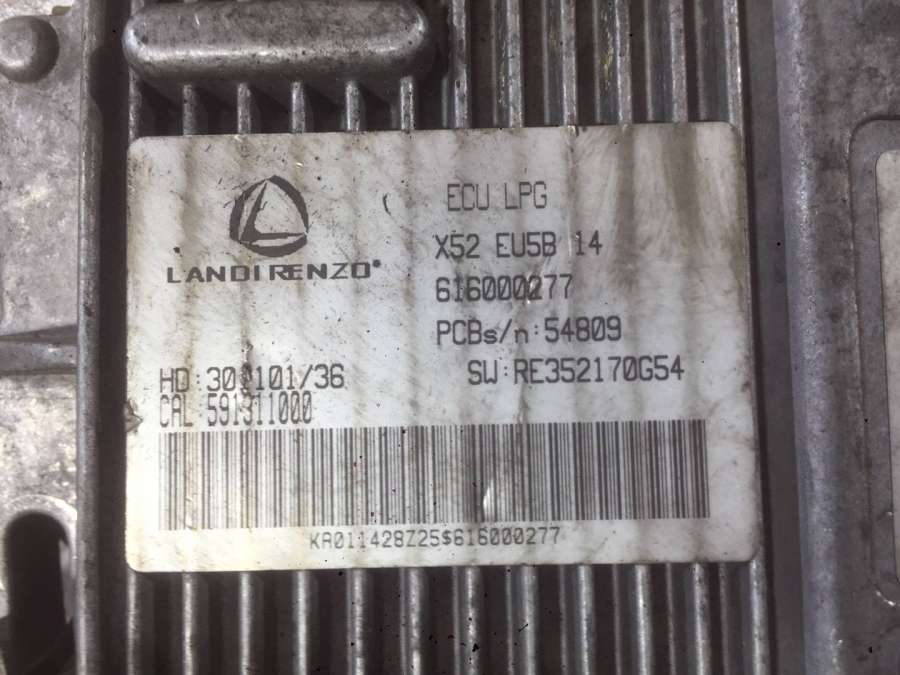 LANDIRENZO®
ECU LPG
X52 EU5B 14
616000277
PCBs/n:54809
SW:RE352170G54
CAL 591311000
KA011428Z25$616000277